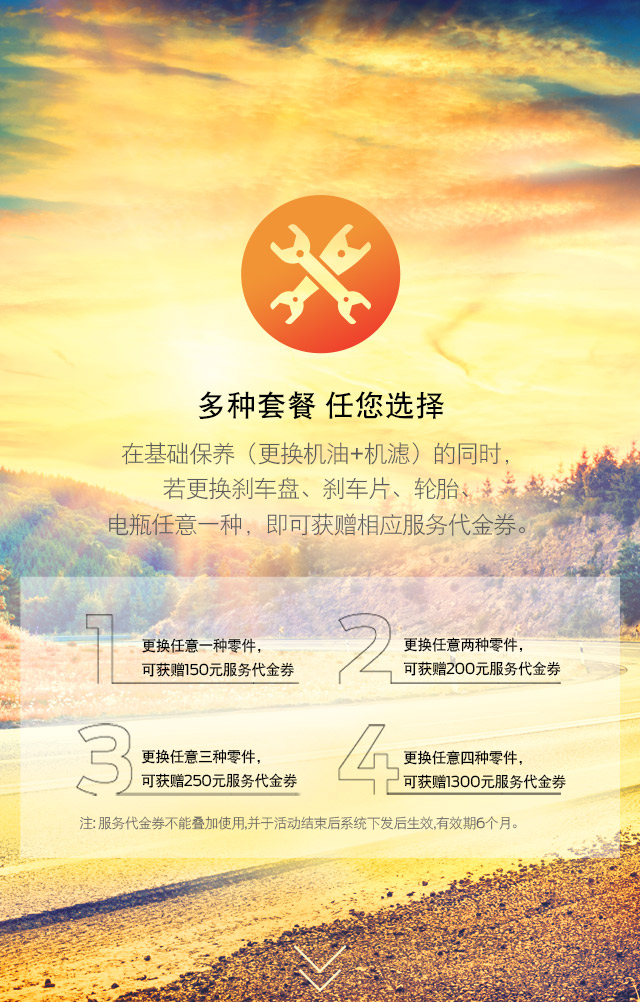 多种套餐 任您选择
在基础保养（更换机油+机滤）的同时，
若更换刹车盘、刹车片、轮胎、
电瓶任意一种，即可获赠相应服务代金券。
1
更换任意一种零件，
可获赠150元服务代金券
2
更换任意两种零件，
可获赠200元服务代金券
3
更换任意三种零件，
可获赠250元服务代金券
4
更换任意四种零件，
可获赠1300元服务代金券
注: 服务代金券不能叠加使用,并于活动结束后系统下发后生效,有效期6个月。